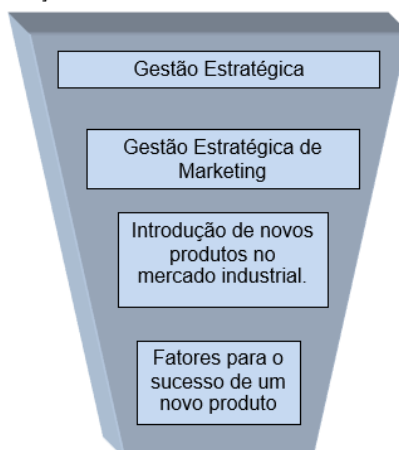 Gestão Estratégica
Gestão Estratégica de
Marketing
Introdução de novos
produtos no
mercado industrial.
Fatores para o
sucesso de um
novo produto